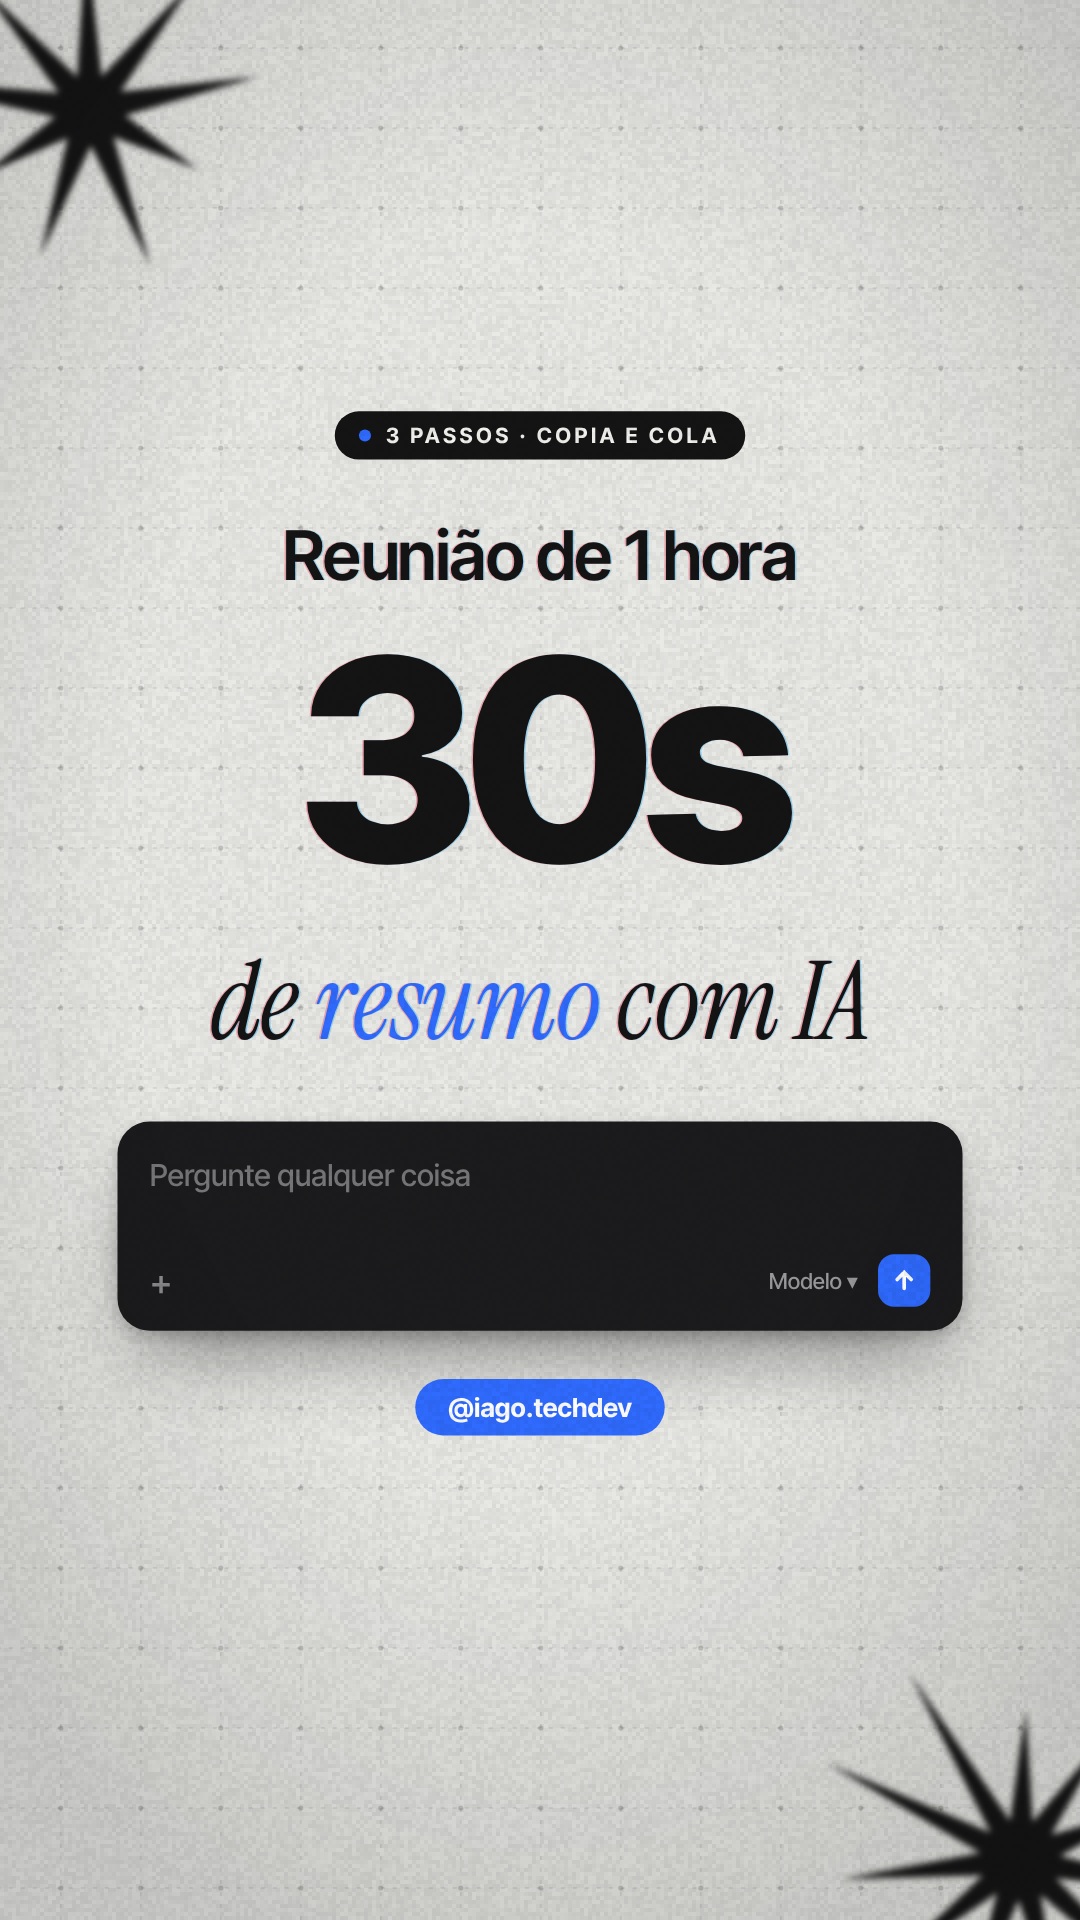 3 PASSOS · COPIA E COLA
Reunião de 1 hora
30s
de resumo com IA
Pergunte qualquer coisa
+
Modelo ▾
@iago.techdev